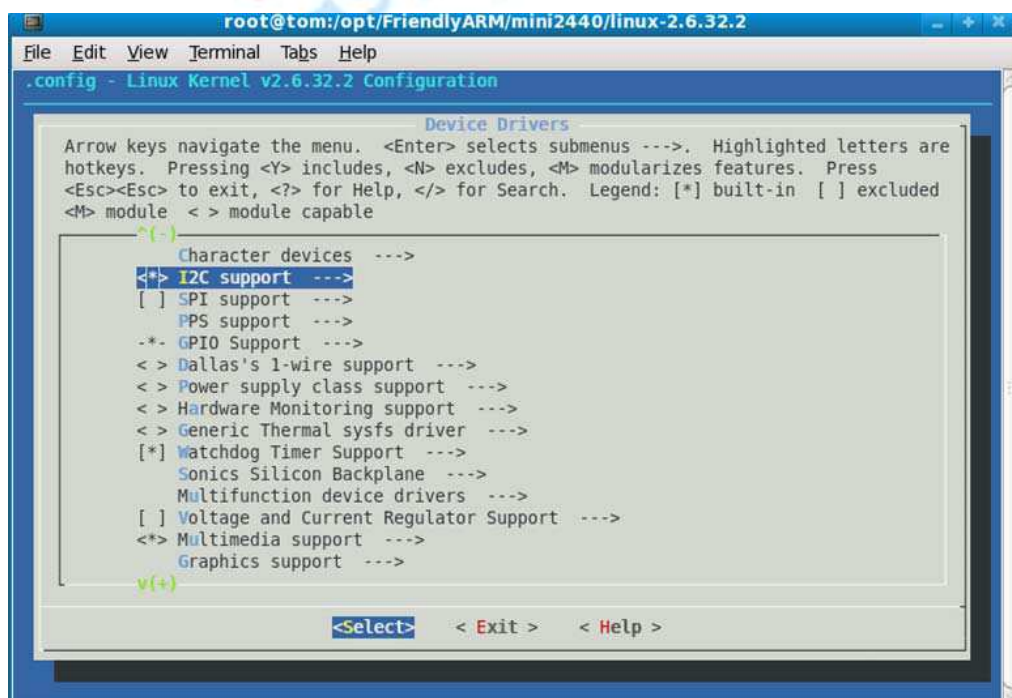 root@tom:/opt/FriendlyARM/mini2440/linux-2.6.32.2
File Edit View Terminal Tabs Help
.config - Linux Kernel v2.6.32.2 Configuration
Device Drivers
Arrow keys navigate the menu. <Enter> selects submenus --->. Highlighted letters are
hotkeys. Pressing <Y> includes, <N> excludes, <M> modularizes features. Press
<Esc><Esc> to exit, <?> for Help, </> for Search. Legend: [*] built-in [ ] excluded
<M> module < > module capable
^(-)
Character devices --->
<*> I2C support --->
[ ] SPI support --->
PPS support --->
-*- GPIO Support --->
< > Dallas's 1-wire support --->
< > Power supply class support --->
< > Hardware Monitoring support --->
< > Generic Thermal sysfs driver --->
[*] Watchdog Timer Support --->
Sonics Silicon Backplane --->
Multifunction device drivers --->
[ ] Voltage and Current Regulator Support --->
<*> Multimedia support --->
Graphics support --->
v(+)
<Select> < Exit > < Help >